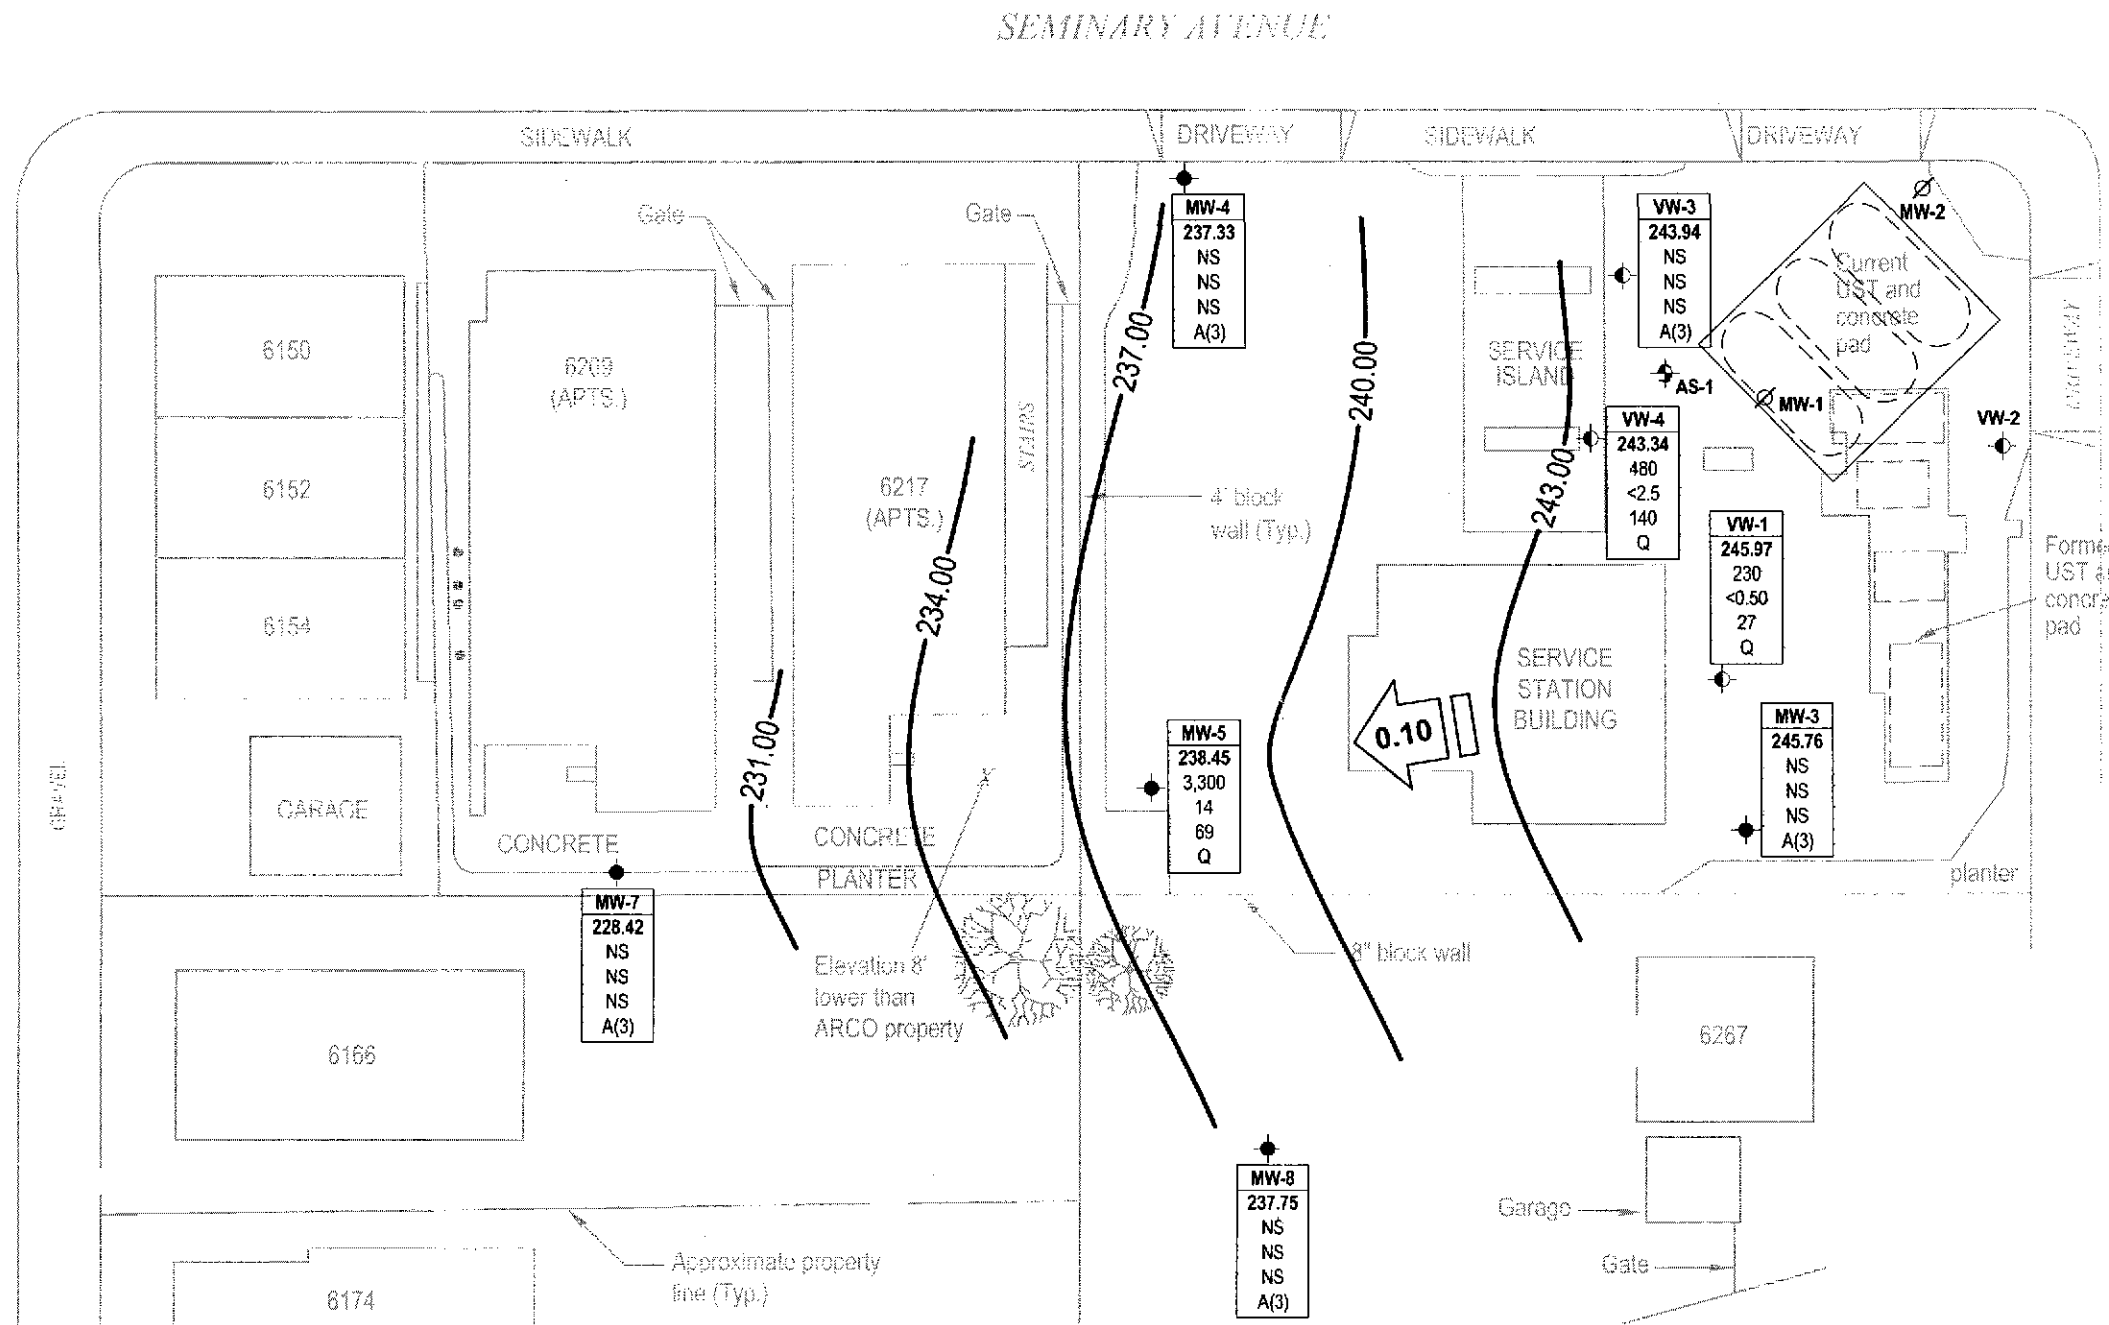 SEMINARY AVENUE
SIDEWALK
DRIVEWAY
SIDEWALK
DRIVEWAY
Gate
Gate
MW-4
237.33
NS
NS
NS
A(3)
VW-3
243.94
NS
NS
NS
A(3)
MW-2
Current
UST and
concrete
pad
DRIVEWAY
6150
6209
(APTS.)
237.00
240.00
SERVICE
ISLAND
AS-1
MW-1
VW-2
VW-4
243.34
480
<2.5
140
Q
STAIRS
6152
6217
(APTS.)
4' block
wall (Typ.)
243.00
VW-1
245.97
230
<0.50
27
Q
UST
pad
6154
234.00
SERVICE
STATION
BUILDING
0.10
MW-3
245.76
NS
NS
NS
A(3)
231.00
MW-5
238.45
3,300
14
69
Q
GRAVEL
GARAGE
CONCRETE
CONCRETE
PLANTER
planter
MW-7
228.42
NS
NS
NS
A(3)
Elevation 8'
lower than
ARCO property
8" block wall
6166
6267
MW-8
237.75
NS
NS
NS
A(3)
Garage
Gate
Approximate property
line (Typ.)
6174